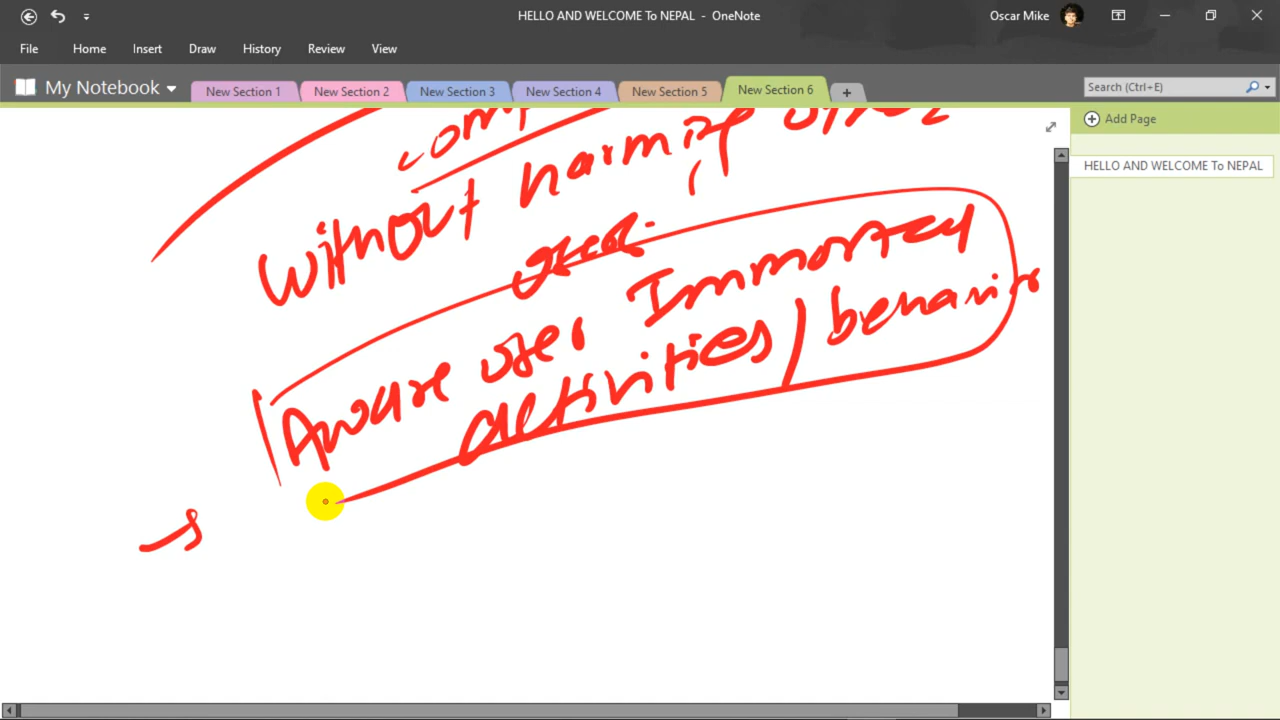 HELLO AND WELCOME To NEPAL - OneNote
Oscar Mike
File Home Insert Draw History Review View
My Notebook New Section 1 New Section 2 New Section 3 New Section 4 New Section 5 New Section 6
Search (Ctrl+E)
Add Page
HELLO AND WELCOME To NEPAL
without
Aware user Immortal
activities/behavior